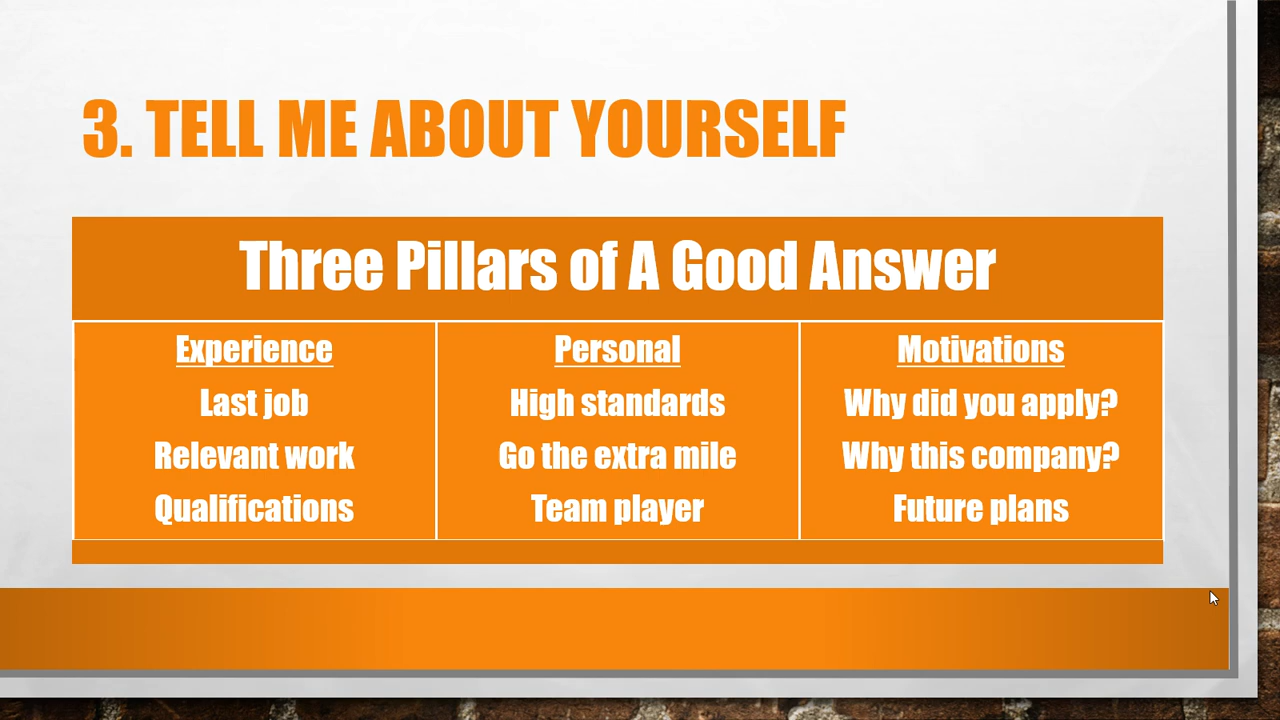 3. TELL ME ABOUT YOURSELF
Three Pillars of A Good Answer
Experience
Last job
Relevant work
Qualifications
Personal
High standards
Go the extra mile
Team player
Motivations
Why did you apply?
Why this company?
Future plans